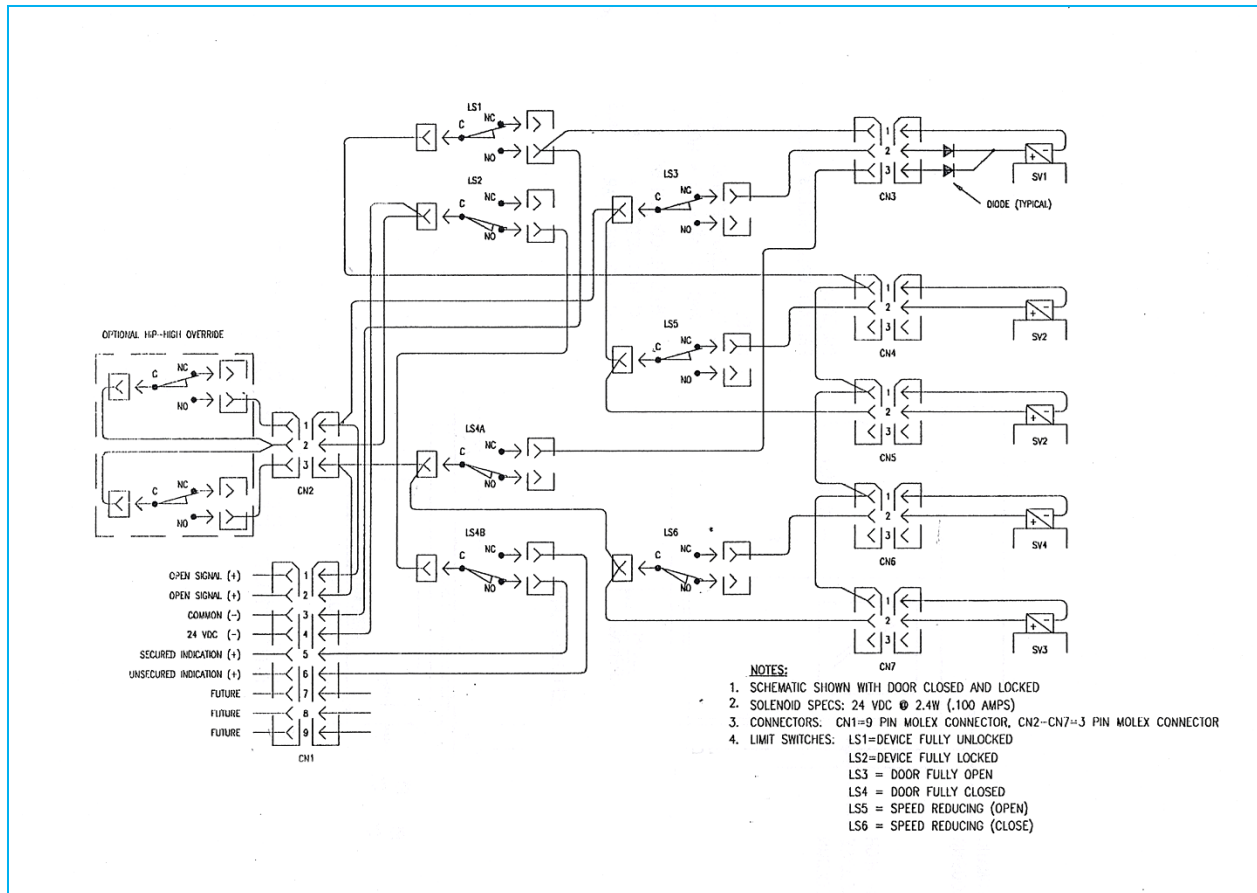 LS1
C
NC
NO
LS2
C
NC
NO
LS3
C
NC
NO
1
2
3
CN3
+ -
SV1
DIODE (TYPICAL)
1
2
3
CN4
+ -
SV2
LS5
C
NC
NO
1
2
3
CN5
+ -
SV2
OPTIONAL HIP-HIGH OVERRIDE
C
NC
NO
C
NC
NO
1
2
3
CN2
LS4A
C
NC
NO
LS4B
C
NC
NO
LS6
C
NC
NO
1
2
3
CN6
+ -
SV4
1
2
3
CN7
+ -
SV3
OPEN SIGNAL (+) 1
OPEN SIGNAL (+) 2
COMMON (-) 3
24 VDC (-) 4
SECURED INDICATION (+) 5
UNSECURED INDICATION (+) 6
FUTURE 7
FUTURE 8
FUTURE 9
CN1
NOTES:
1. SCHEMATIC SHOWN WITH DOOR CLOSED AND LOCKED
2. SOLENOID SPECS: 24 VDC @ 2.4W (.100 AMPS)
3. CONNECTORS: CN1=9 PIN MOLEX CONNECTOR, CN2-CN7=3 PIN MOLEX CONNECTOR
4. LIMIT SWITCHES: LS1=DEVICE FULLY UNLOCKED
LS2=DEVICE FULLY LOCKED
LS3 = DOOR FULLY OPEN
LS4 = DOOR FULLY CLOSED
LS5 = SPEED REDUCING (OPEN)
LS6 = SPEED REDUCING (CLOSE)